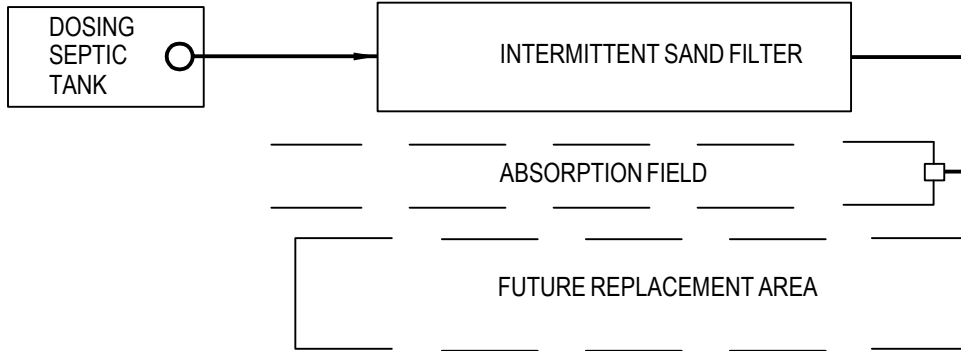 DOSING
SEPTIC
TANK
INTERMITTENT SAND FILTER
ABSORPTION FIELD
FUTURE REPLACEMENT AREA